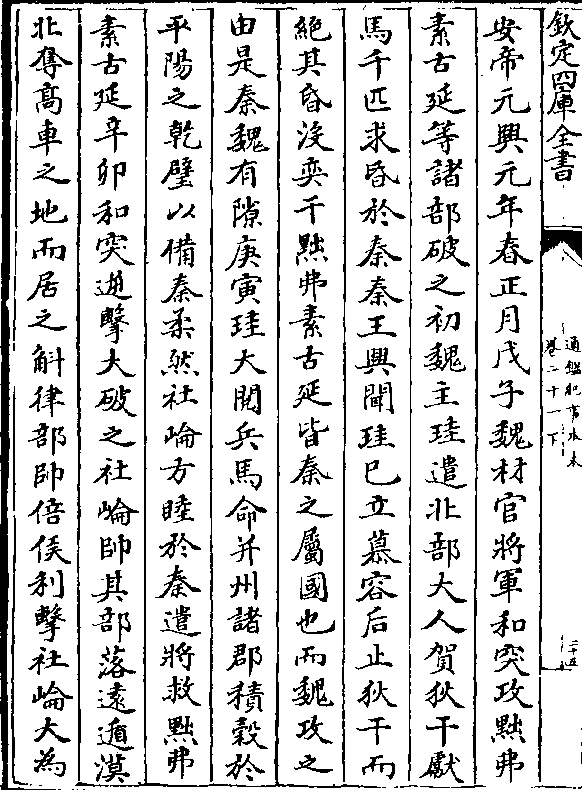 欽定四庫全書
通鑑紀事本末
卷二十一下
二十五
安帝元興元年春正月戊子魏材官將軍和突攻黜弗
素古延等諸部破之初魏主珪遣北部大人賀狄干獻
馬千匹求昏於秦秦王興聞珪已立慕容后止狄干而
絕其昏没奕干黜弗素古延皆秦之屬國也而魏攻之
由是秦魏有隙庚寅珪大閱兵馬命并州諸郡積穀於
平陽之乾壁以備秦柔然社崘方睦於秦遣將救黜弗
素古延辛卯和突逆擊大破之社崘帥其部落遠遁漠
北奪髙車之地而居之斛律部帥倍侯利擊社崘大為